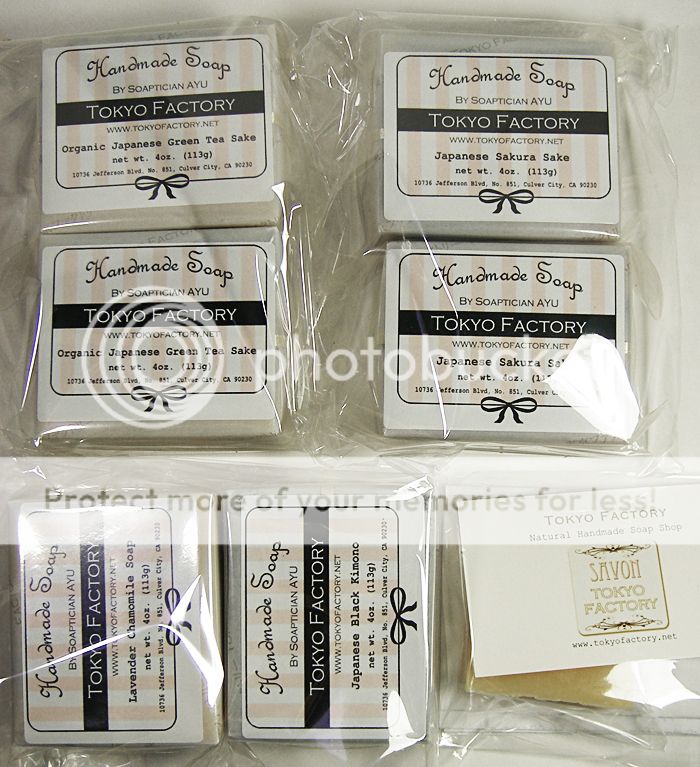 Handmade Soap
BY SOAPTICIAN AYU
TOKYO FACTORY
WWW.TOKYOFACTORY.NET
Organic Japanese Green Tea Sake
net wt. 4oz. (113g)
10736 Jefferson Blvd. No. 851, Culver City, CA 90230
Handmade Soap
BY SOAPTICIAN AYU
TOKYO FACTORY
WWW.TOKYOFACTORY.NET
Japanese Sakura Sake
net wt. 4oz. (113g)
10736 Jefferson Blvd. No. 851, Culver City, CA 90230
Handmade Soap
BY SOAPTICIAN AYU
TOKYO FACTORY
WWW.TOKYOFACTORY.NET
Organic Japanese Green Tea Sake
net wt. 4oz. (113g)
10736 Jefferson Blvd. No. 851, Culver City, CA 90230
Handmade Soap
BY SOAPTICIAN AYU
TOKYO FACTORY
WWW.TOKYOFACTORY.NET
Japanese Sakura Sake
net wt. 4oz. (113g)
10736 Jefferson Blvd. No. 851, Culver City, CA 90230
photobucket
Protect more of your memories for less!
Handmade Soap
BY SOAPTICIAN AYU
TOKYO FACTORY
WWW.TOKYOFACTORY.NET
Lavender Chamomile Soap
net wt. 4oz. (113g)
10736 Jefferson Blvd. No. 851, Culver City, CA 90230
Handmade Soap
BY SOAPTICIAN AYU
TOKYO FACTORY
WWW.TOKYOFACTORY.NET
Japanese Black Kimono
net wt. 4oz. (113g)
10736 Jefferson Blvd. No. 851, Culver City, CA 90230
TOKYO FACTORY
Natural Handmade Soap Shop
SAVON
TOKYO
FACTORY
www.tokyofactory.net